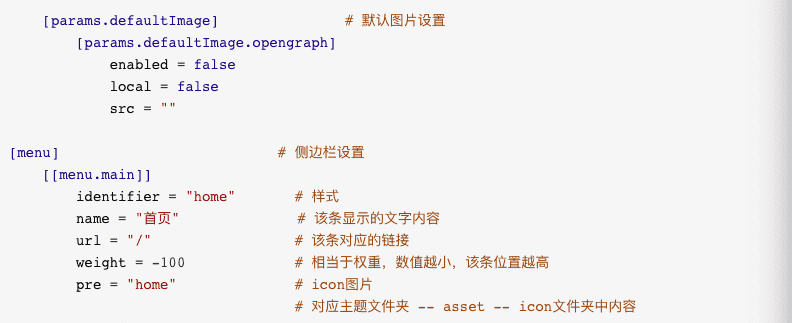 [params.defaultImage] # 默认图片设置
[params.defaultImage.opengraph]
enabled = false
local = false
src = ""
[menu] # 侧边栏设置
[[menu.main]]
identifier = "home" # 样式
name = "首页" # 该条显示的文字内容
url = "/" # 该条对应的链接
weight = -100 # 相当于权重，数值越小，该条位置越高
pre = "home" # icon图片
# 对应主题文件夹 -- asset -- icon文件夹中内容